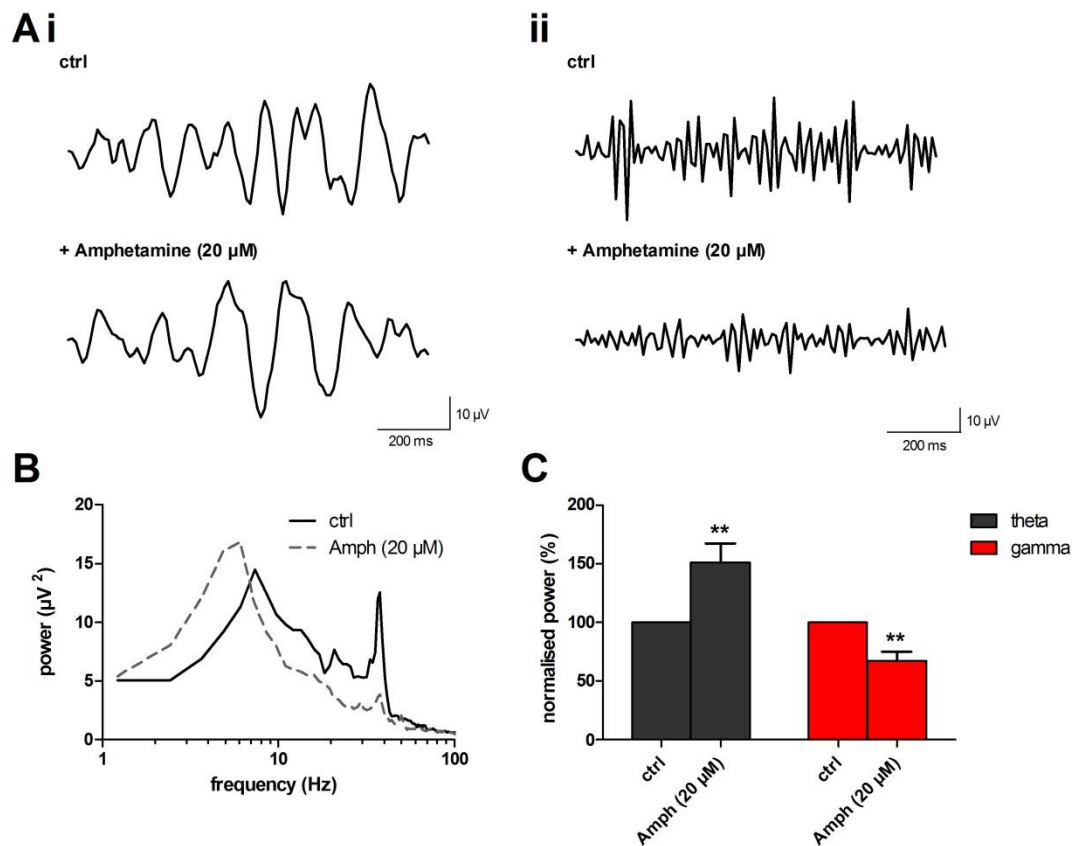 A i
ctrl
+ Amphetamine (20 µM)
10 µV
200 ms
ii
ctrl
+ Amphetamine (20 µM)
10 µV
200 ms
B
20
15
10
5
0
power (µV ²)
1
10
100
frequency (Hz)
ctrl
Amph (20 µM)
C
200
150
100
50
0
normalised power (%)
**
**
ctrl
Amph (20 µM)
ctrl
Amph (20 µM)
theta
gamma